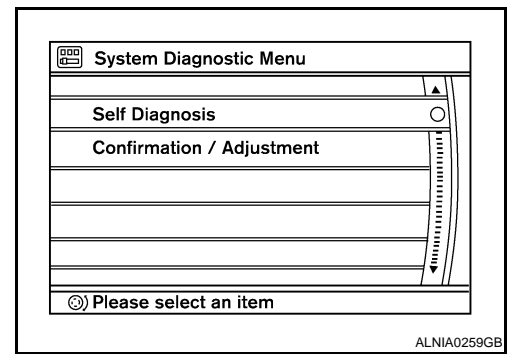 System Diagnostic Menu
Self Diagnosis
Confirmation / Adjustment
Please select an item
ALNIA0259GB